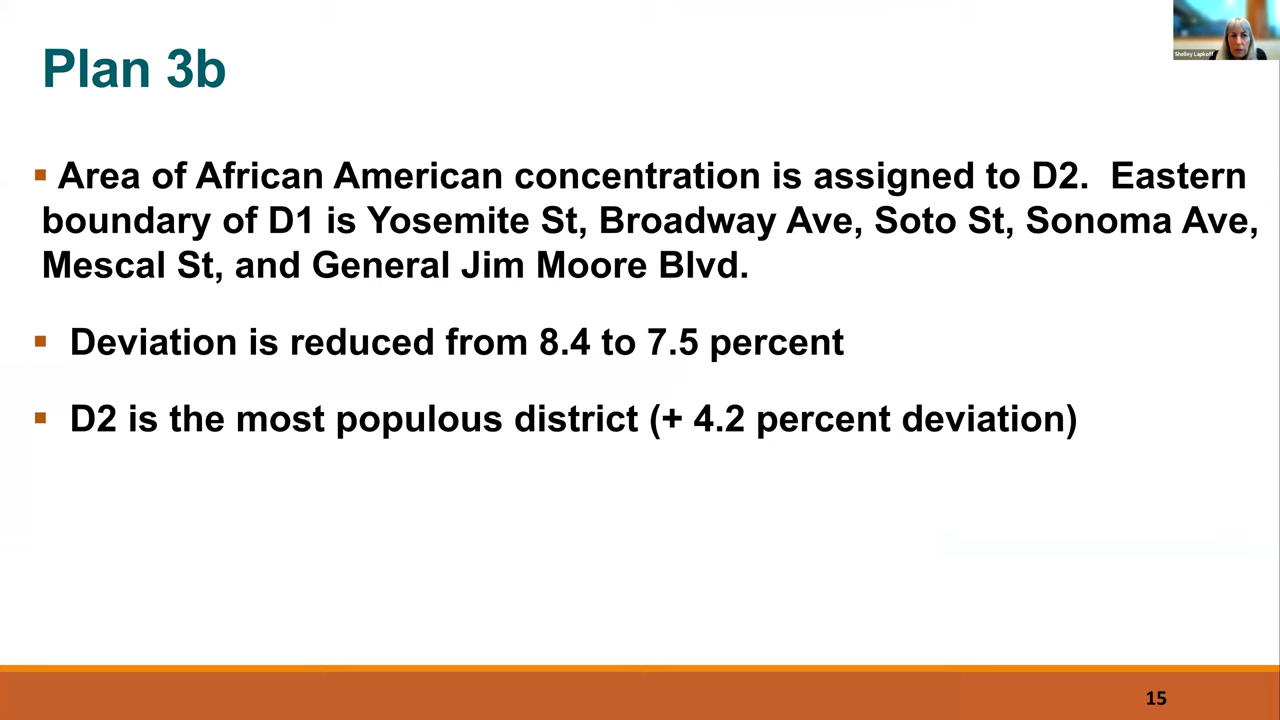 Plan 3b
Shelley Lapkoff
▪ Area of African American concentration is assigned to D2. Eastern
boundary of D1 is Yosemite St, Broadway Ave, Soto St, Sonoma Ave,
Mescal St, and General Jim Moore Blvd.
▪ Deviation is reduced from 8.4 to 7.5 percent
▪ D2 is the most populous district (+ 4.2 percent deviation)
15